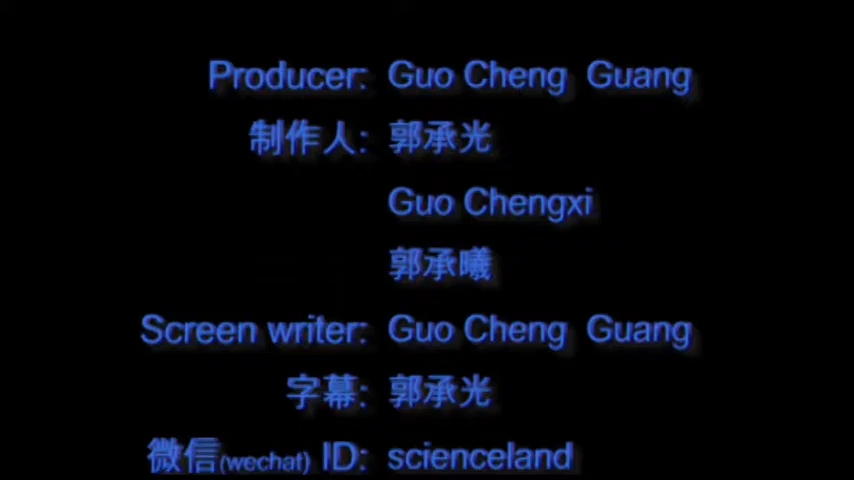 Producer: Guo Cheng Guang
制作人: 郭承光
Guo Chengxi
郭承曦
Screen writer: Guo Cheng Guang
字幕: 郭承光
微信(wechat) ID: scienceland